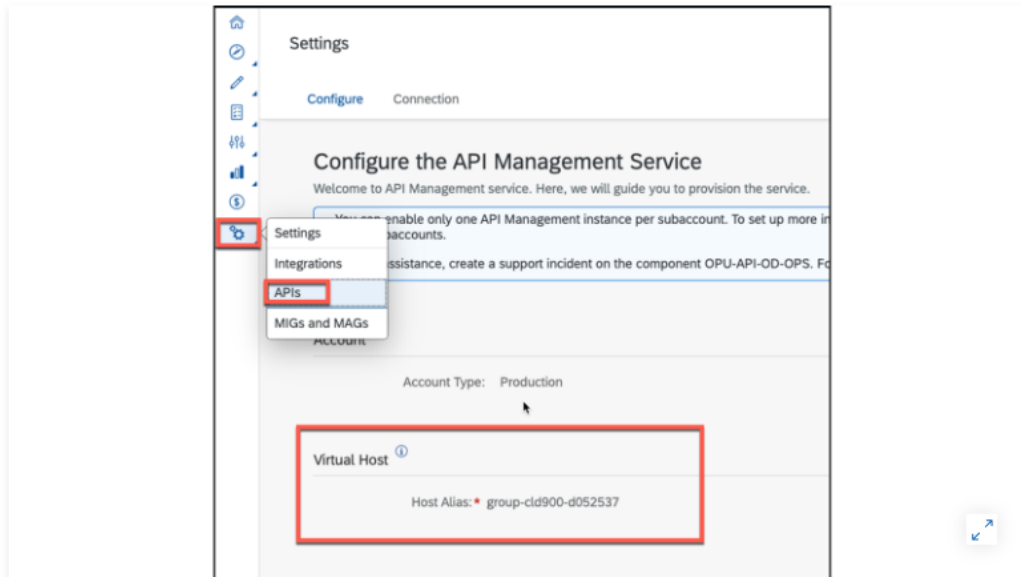 Settings
Configure Connection
Configure the API Management Service
Welcome to API Management service. Here, we will guide you to provision the service.
You can enable only one API Management instance per subaccount. To set up more in
Settings
Integrations
APIs
MIGs and MAGs
assistance, create a support incident on the component OPU-API-OD-OPS. Fo
Account
Account Type: Production
Virtual Host
Host Alias:* group-cld900-d052537